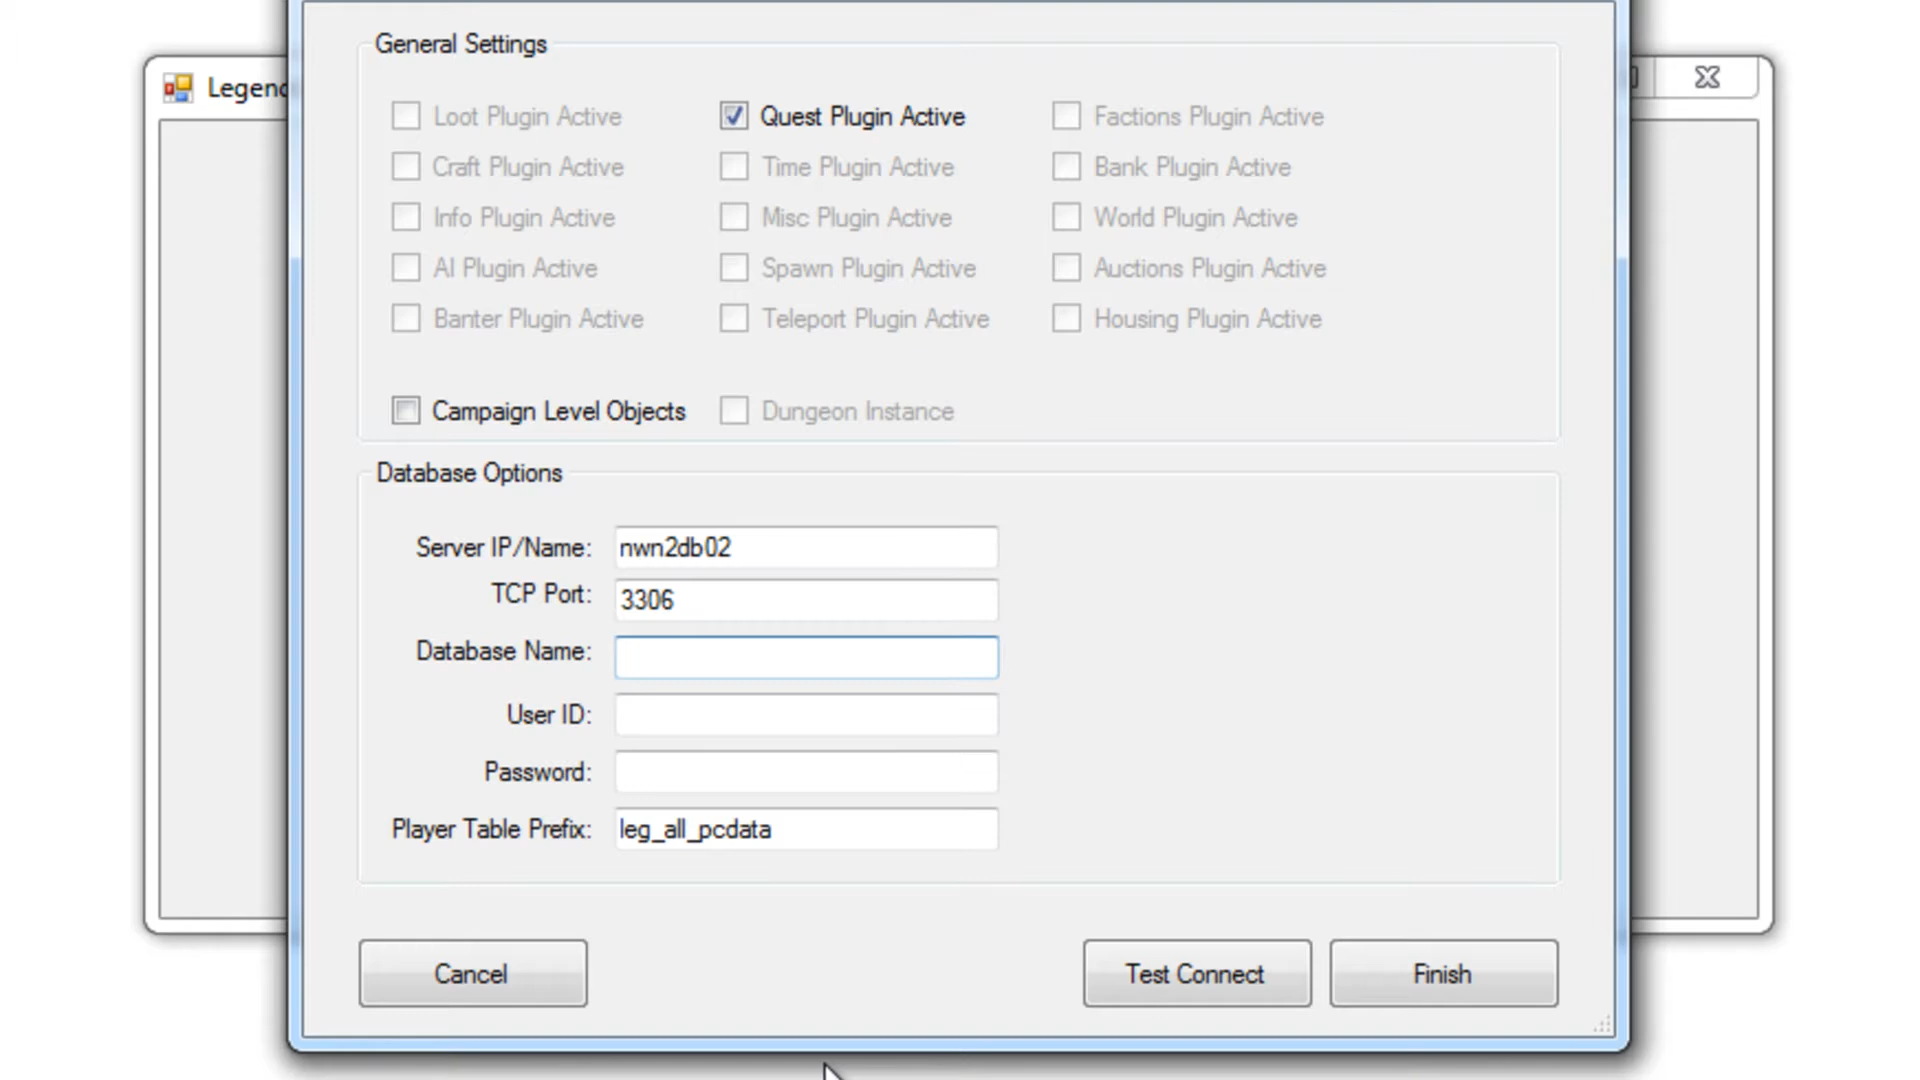 General Settings
Legend
Loot Plugin Active Quest Plugin Active Factions Plugin Active
Craft Plugin Active Time Plugin Active Bank Plugin Active
Info Plugin Active Misc Plugin Active World Plugin Active
AI Plugin Active Spawn Plugin Active Auctions Plugin Active
Banter Plugin Active Teleport Plugin Active Housing Plugin Active
Campaign Level Objects Dungeon Instance
Database Options
Server IP/Name: nwn2db02
TCP Port: 3306
Database Name:
User ID:
Password:
Player Table Prefix: leg_all_pcdata
Cancel Test Connect Finish